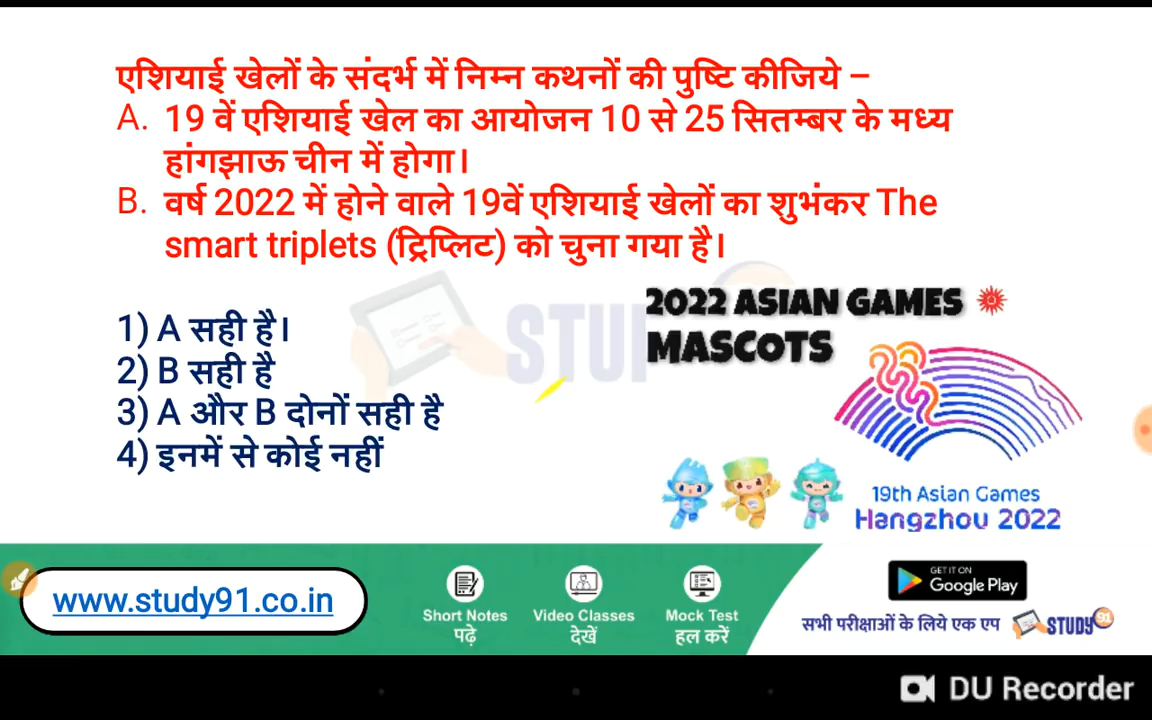 एशियाई खेलों के संदर्भ में निम्न कथनों की पुष्टि कीजिये –
A. 19 वें एशियाई खेल का आयोजन 10 से 25 सितम्बर के मध्य
हांगझाऊ चीन में होगा।
B. वर्ष 2022 में होने वाले 19वें एशियाई खेलों का शुभंकर The
smart triplets (ट्रिप्लिट) को चुना गया है।
1) A सही है।
2) B सही है
3) A और B दोनों सही है
4) इनमें से कोई नहीं
STU
2022 ASIAN GAMES
MASCOTS
19th Asian Games
Hangzhou 2022
www.study91.co.in
Short Notes
पढ़े
Video Classes
देखें
Mock Test
हल करें
GET IT ON
Google Play
सभी परीक्षाओं के लिये एक एप
STUDY 91
DU Recorder